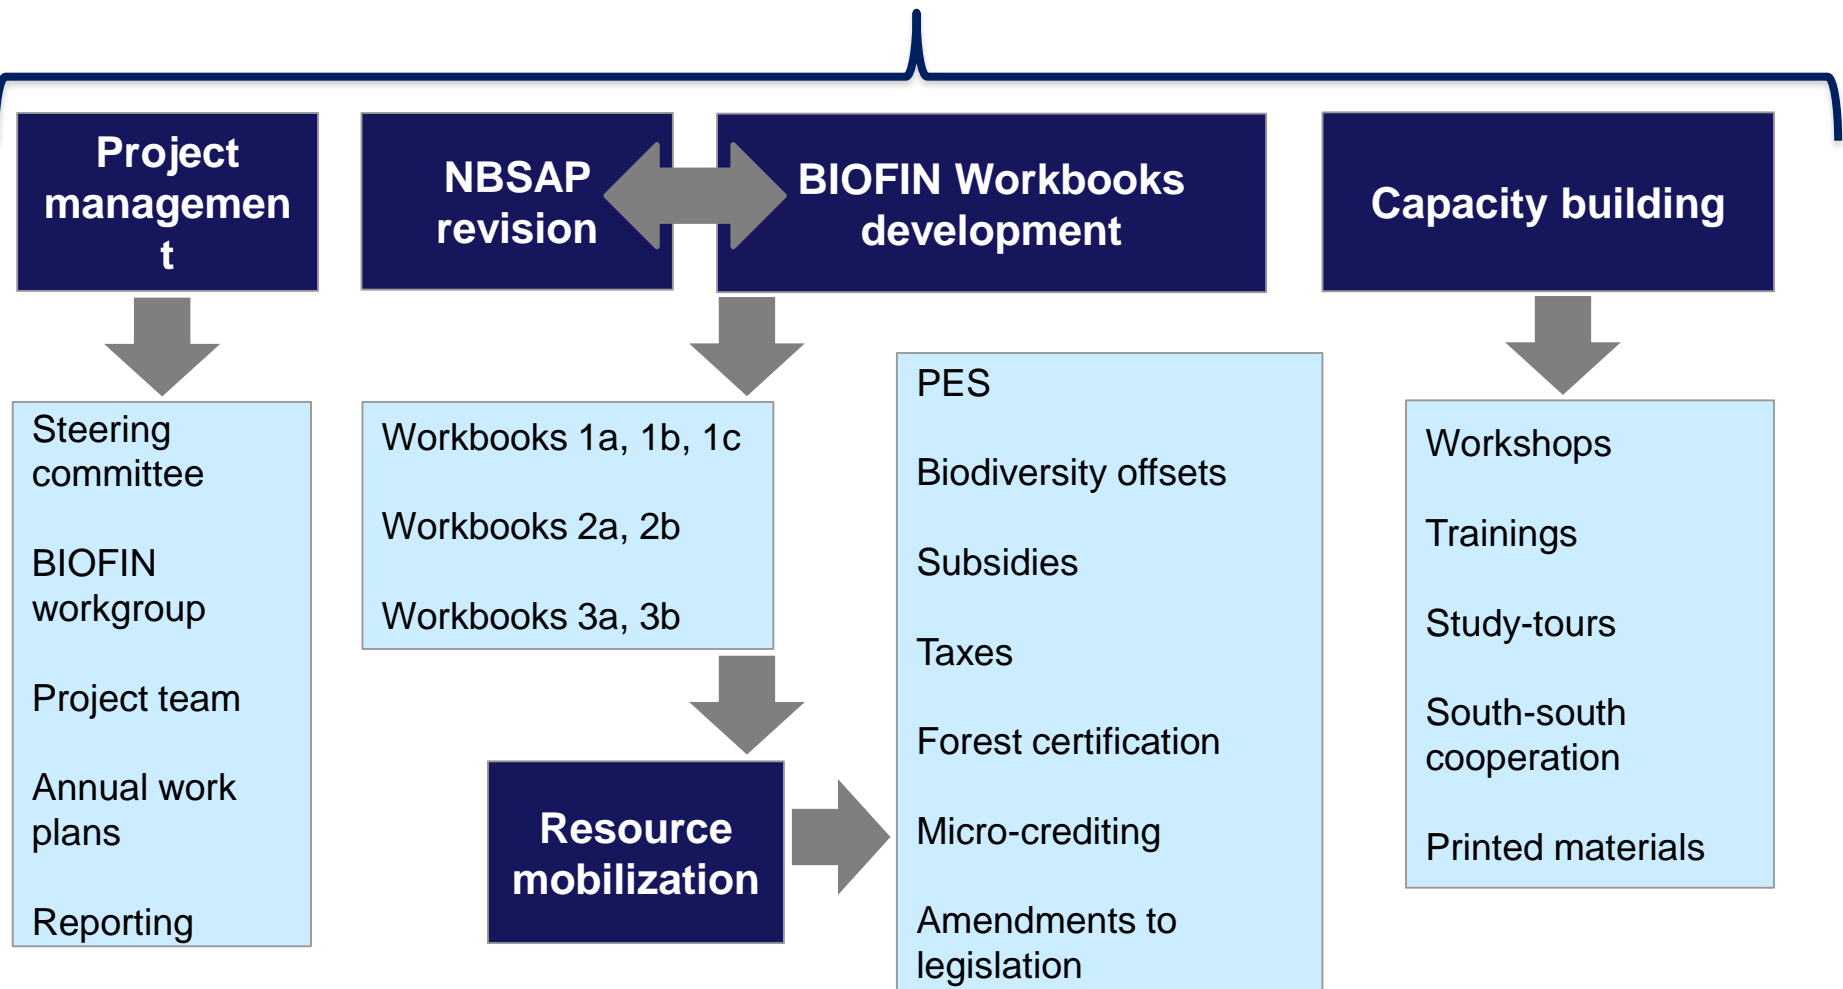 Project
managemen
t
NBSAP
revision
BIOFIN Workbooks
development
Capacity building
Steering
committee
BIOFIN
workgroup
Project team
Annual work
plans
Reporting
Workbooks 1a, 1b, 1c
Workbooks 2a, 2b
Workbooks 3a, 3b
Resource
mobilization
PES
Biodiversity offsets
Subsidies
Taxes
Forest certification
Micro-crediting
Amendments to
legislation
Workshops
Trainings
Study-tours
South-south
cooperation
Printed materials